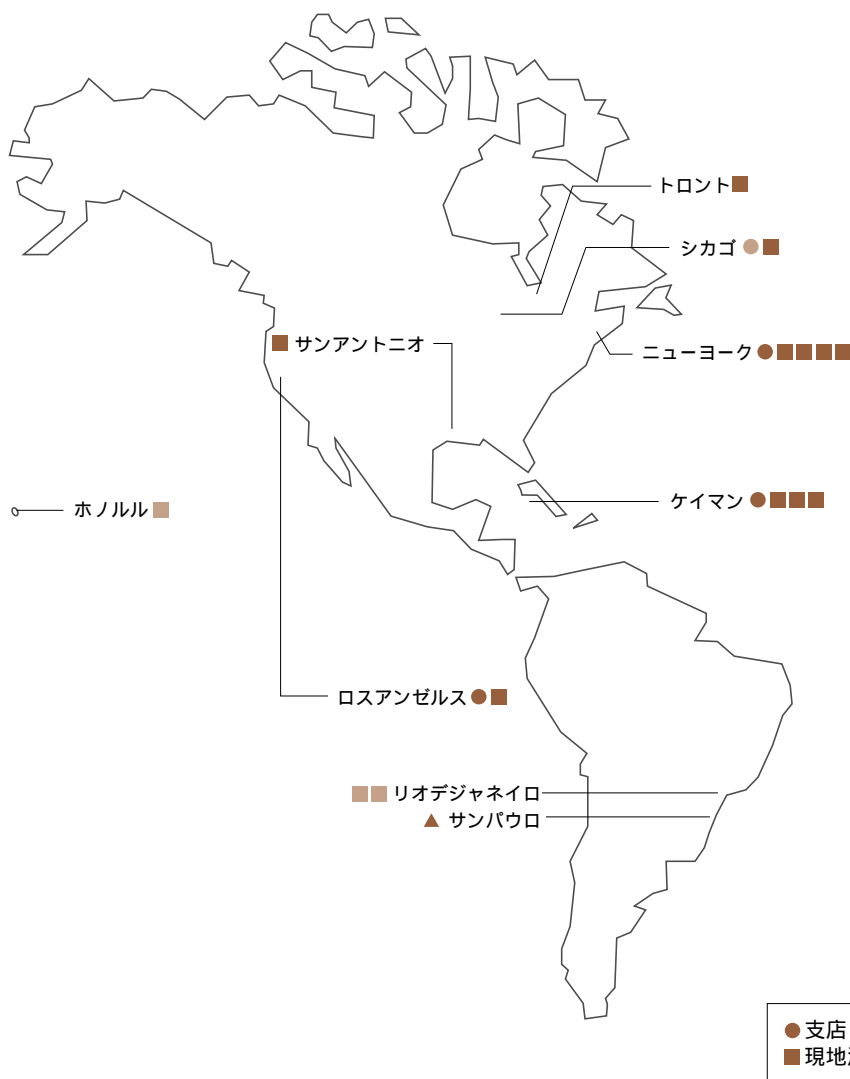 トロント
シカゴ
サンアントニオ
ニューヨーク
ホノルル
ケイマン
ロスアンゼルス
リオデジャネイロ
サンパウロ
支店
現地